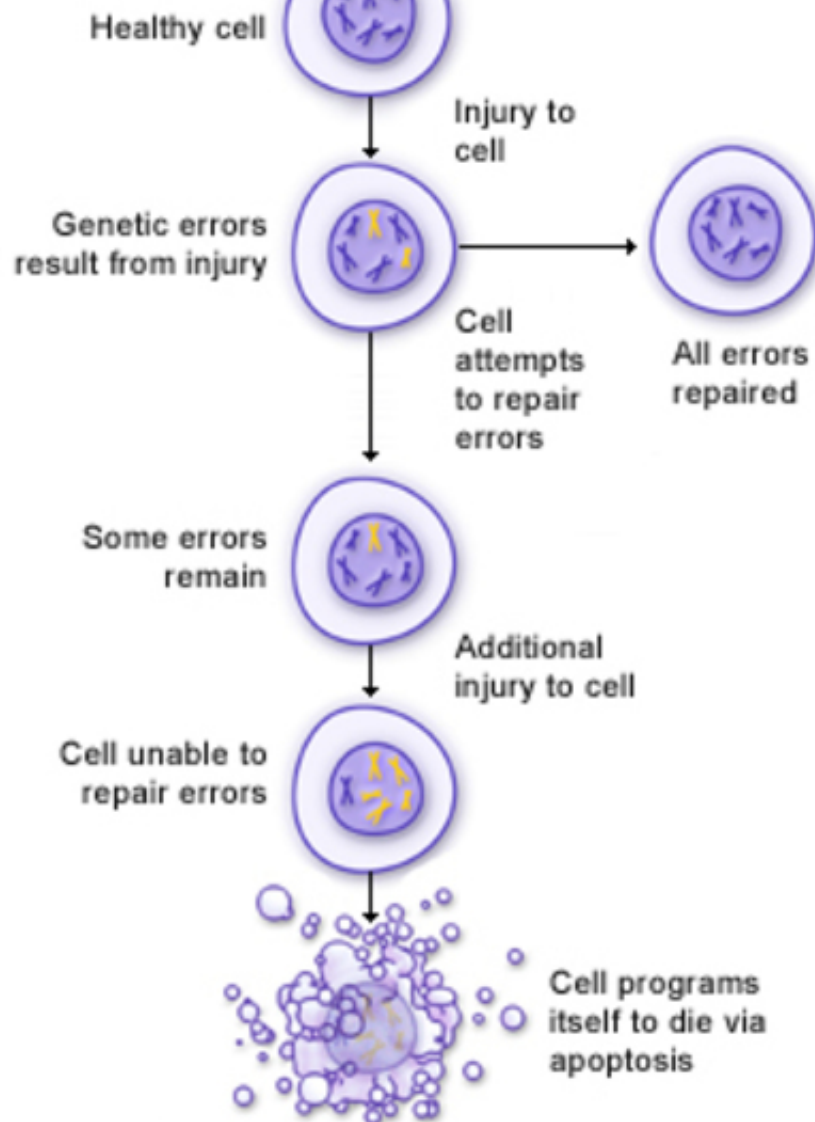 Healthy cell
Injury to
cell
Genetic errors
result from injury
Cell
attempts
to repair
errors
All errors
repaired
Some errors
remain
Additional
injury to cell
Cell unable to
repair errors
Cell programs
itself to die via
apoptosis